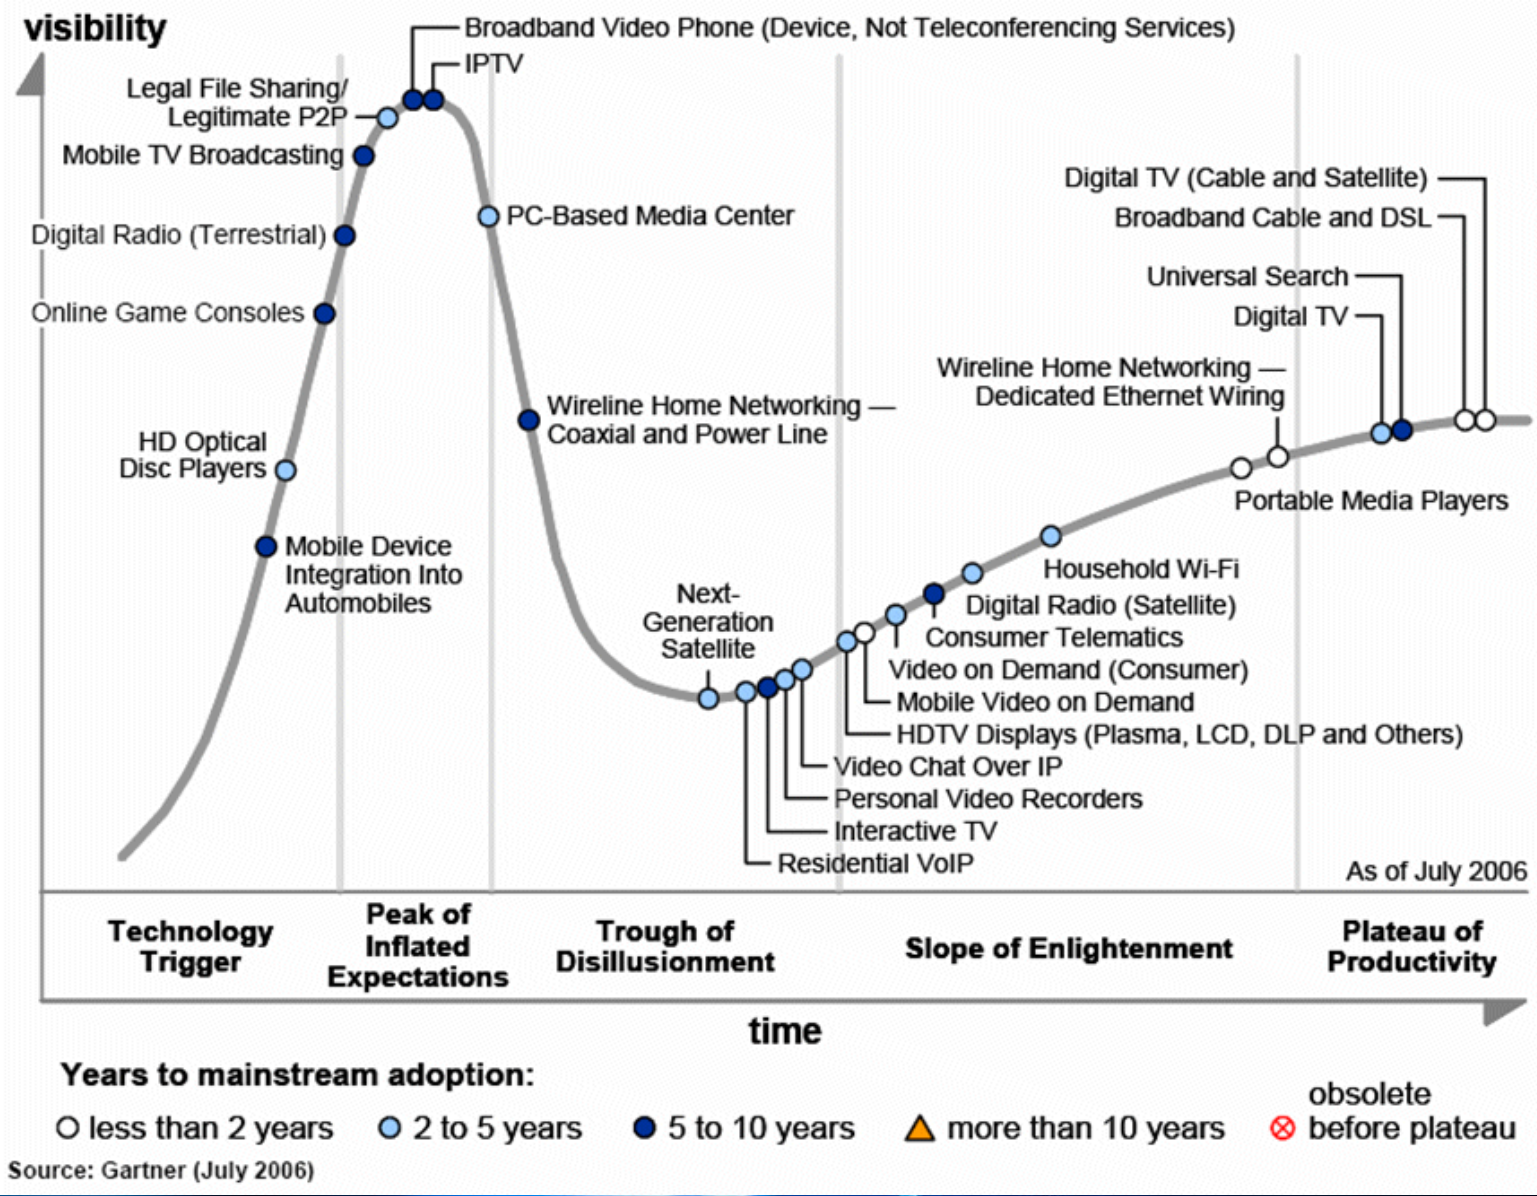 visibility
Broadband Video Phone (Device, Not Teleconferencing Services)
IPTV
Legal File Sharing/
Legitimate P2P
Mobile TV Broadcasting
Digital TV (Cable and Satellite)
PC-Based Media Center
Broadband Cable and DSL
Digital Radio (Terrestrial)
Universal Search
Online Game Consoles
Digital TV
Wireline Home Networking —
Dedicated Ethernet Wiring
Wireline Home Networking —
Coaxial and Power Line
HD Optical
Disc Players
Portable Media Players
Mobile Device
Integration Into
Automobiles
Household Wi-Fi
Next-
Generation
Satellite
Digital Radio (Satellite)
Consumer Telematics
Video on Demand (Consumer)
Mobile Video on Demand
HDTV Displays (Plasma, LCD, DLP and Others)
Video Chat Over IP
Personal Video Recorders
Interactive TV
Residential VoIP
As of July 2006
Technology
Trigger
Peak of
Inflated
Expectations
Trough of
Disillusionment
Slope of Enlightenment
Plateau of
Productivity
time
Years to mainstream adoption:
less than 2 years
2 to 5 years
5 to 10 years
more than 10 years
obsolete
before plateau
Source: Gartner (July 2006)